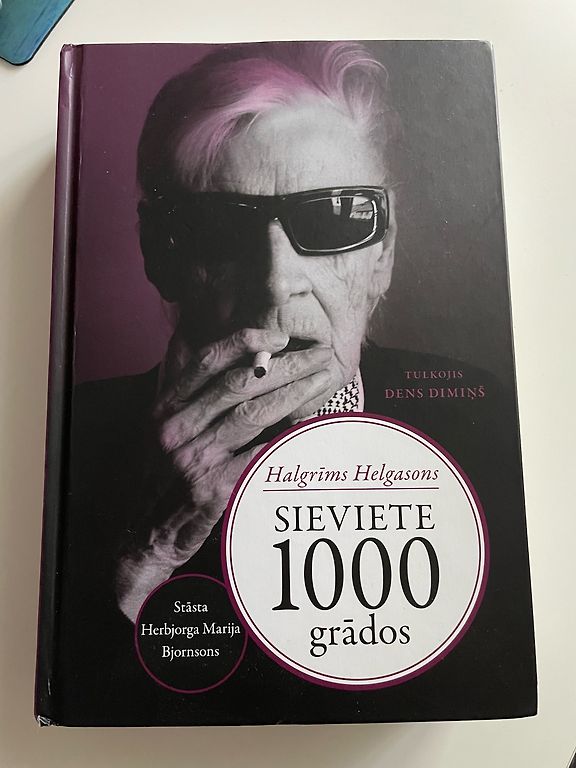 TULKOJIS
DENS DIMIŅŠ
Halgrīms Helgasons
SIEVIETE
1000
grādos
Stāsta
Herbjorga Marija
Bjornsons